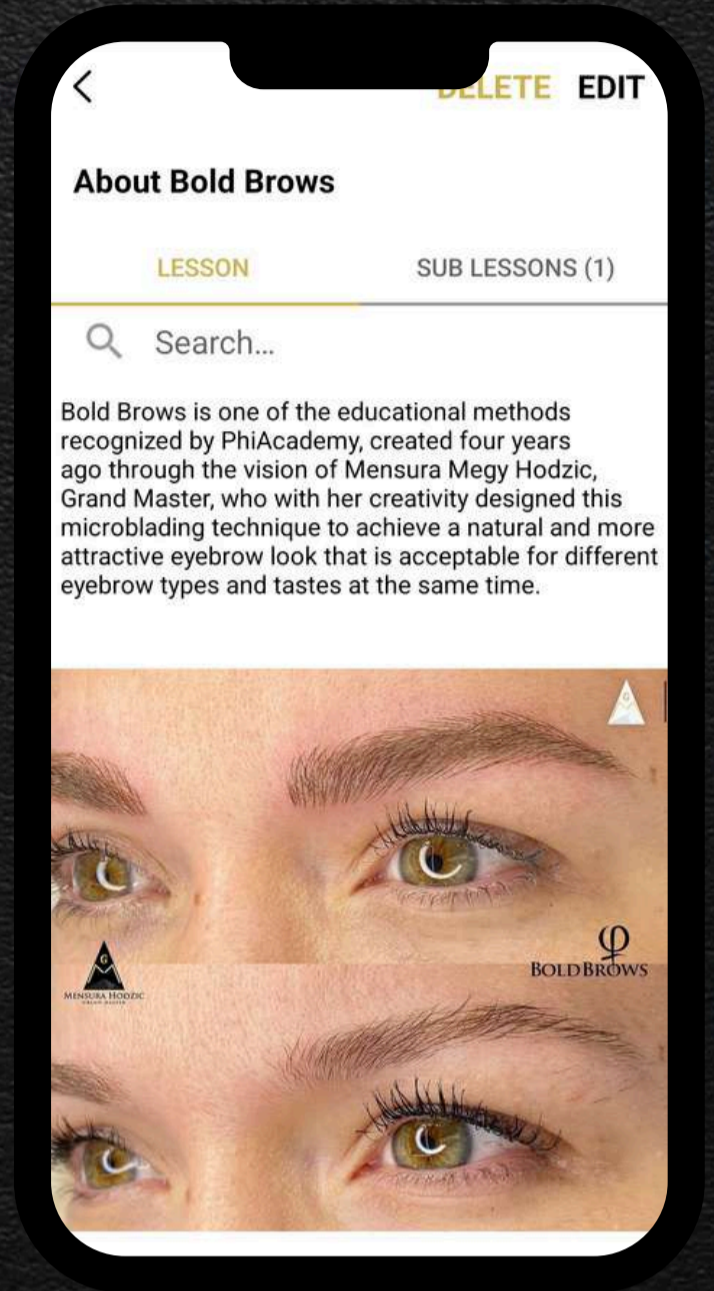 DELETE EDIT
About Bold Brows
LESSON SUB LESSONS (1)
Search...
Bold Brows is one of the educational methods
recognized by PhiAcademy, created four years
ago through the vision of Mensura Megy Hodzic,
Grand Master, who with her creativity designed this
microblading technique to achieve a natural and more
attractive eyebrow look that is acceptable for different
eyebrow types and tastes at the same time.
G
φ
BOLD BROWS
G
MENSURA HODZIC
GRAND MASTER